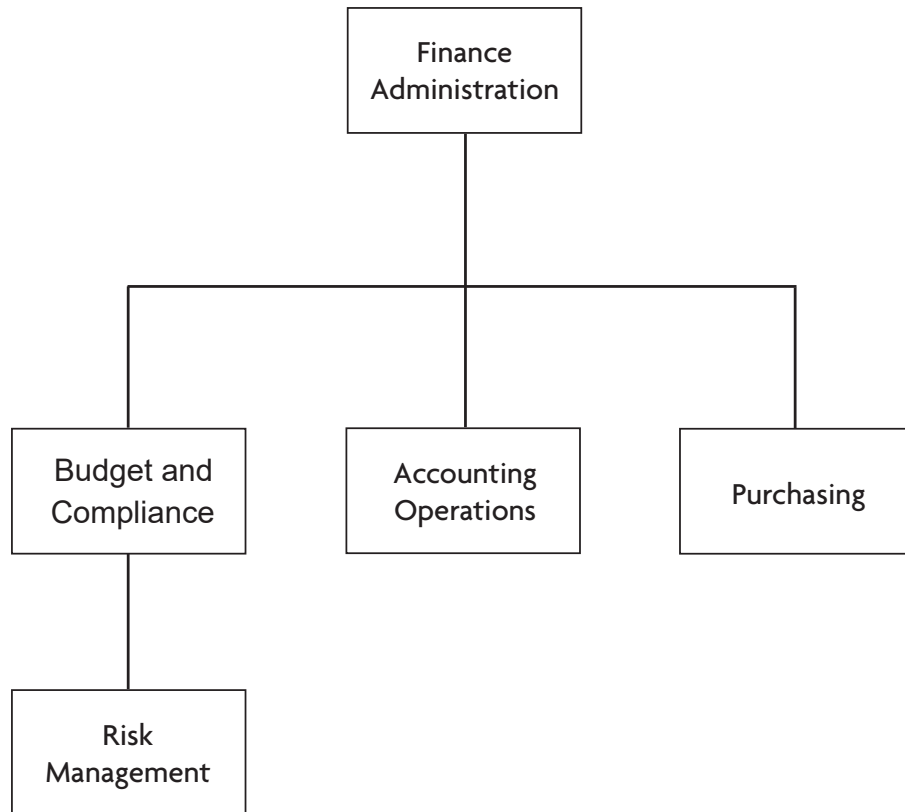 Finance
Administration
Budget and
Compliance
Accounting
Operations
Purchasing
Risk
Management